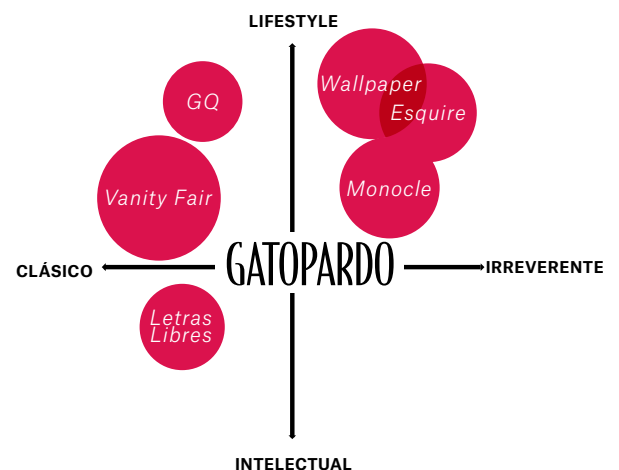 LIFESTYLE
Wallpaper
GQ
Esquire
Vanity Fair
Monocle
GATOPARDO
CLÁSICO
IRREVERENTE
Letras
Libres
INTELECTUAL